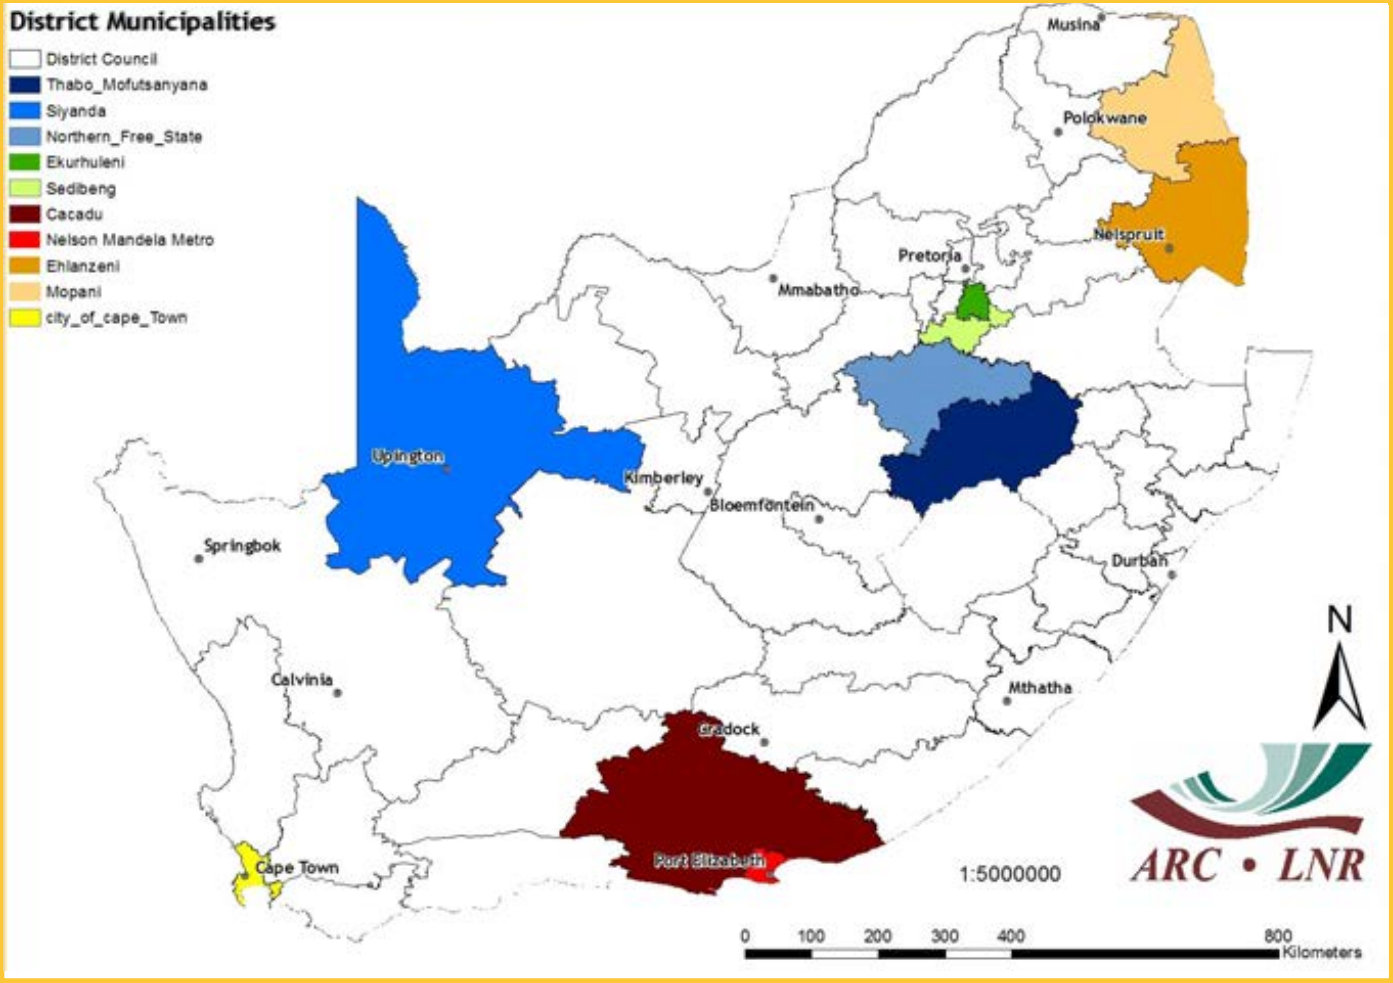 District Municipalities
District Council
Thabo_Mofutsanyana
Siyanda
Northern_Free_State
Ekurhuleni
Sedibeng
Cacadu
Nelson Mandela Metro
Ehlanzeni
Mopani
city_of_cape_Town
Musina
Polokwane
Nelspruit
Pretoria
Mmabatho
Upington
Kimberley
Bloemfontein
Springbok
Durban
Calvinia
Mthatha
Cradock
Port Elizabeth
Cape Town
N
ARC • LNR
1:5000000
0 100 200 300 400 800
Kilometers